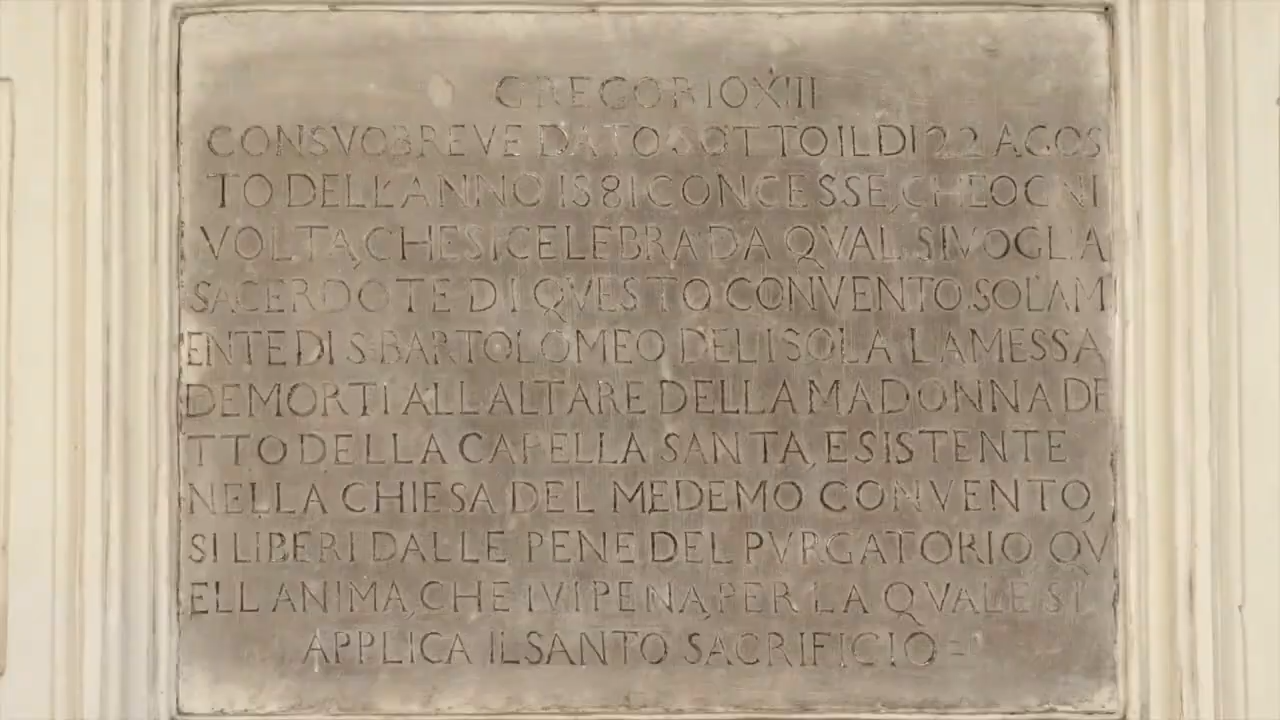 GREGORIO XIII
CON SVO BREVE DATO SOTTO IL DI 22 AGOS
TO DELL'ANNO 1581 CONCESSE, CHE OGNI
VOLTA, CHE SI CELEBRA DA QVAL SI VOGLIA
SACERDOTE DI QVESTO CONVENTO SOLAM
ENTE DI S. BARTOLOMEO DEL ISOLA LA MESSA
DE MORTI ALL ALTARE DELLA MADONNA DE
TTO DELLA CAPELLA SANTA, ESISTENTE
NELLA CHIESA DEL MEDEMO CONVENTO,
SI LIBERI DALLE PENE DEL PVRGATORIO QV
ELL ANIMA, CHE IVI PENA, PER LA QVALE SI
APPLICA IL SANTO SACRIFICIO =